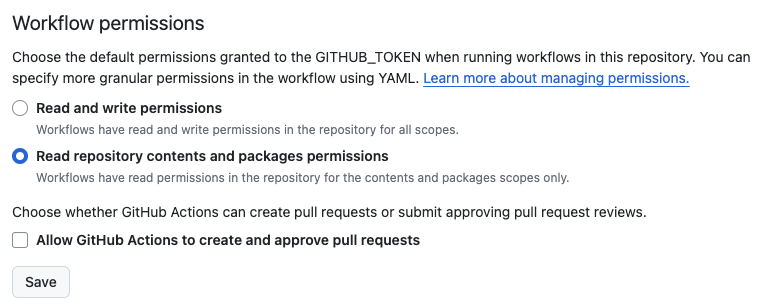 Workflow permissions
Choose the default permissions granted to the GITHUB_TOKEN when running workflows in this repository. You can
specify more granular permissions in the workflow using YAML. Learn more about managing permissions.
Read and write permissions
Workflows have read and write permissions in the repository for all scopes.
Read repository contents and packages permissions
Workflows have read permissions in the repository for the contents and packages scopes only.
Choose whether GitHub Actions can create pull requests or submit approving pull request reviews.
Allow GitHub Actions to create and approve pull requests
Save